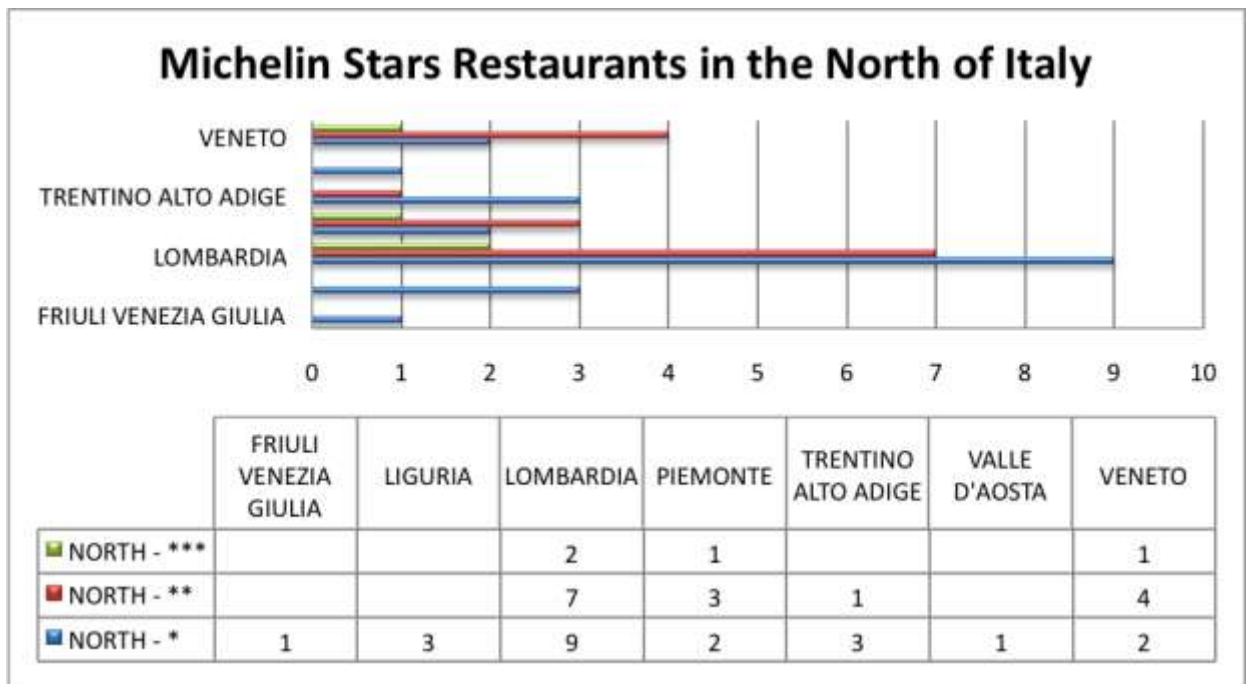 Michelin Stars Restaurants in the North of Italy
VENETO
TRENTINO ALTO ADIGE
LOMBARDIA
FRIULI VENEZIA GIULIA
0 1 2 3 4 5 6 7 8 9 10
FRIULI VENEZIA GIULIA LIGURIA LOMBARDIA PIEMONTE TRENTINO ALTO ADIGE VALLE D'AOSTA VENETO
NORTH - *** 2 1 1
NORTH - ** 7 3 1 4
NORTH - * 1 3 9 2 3 1 2